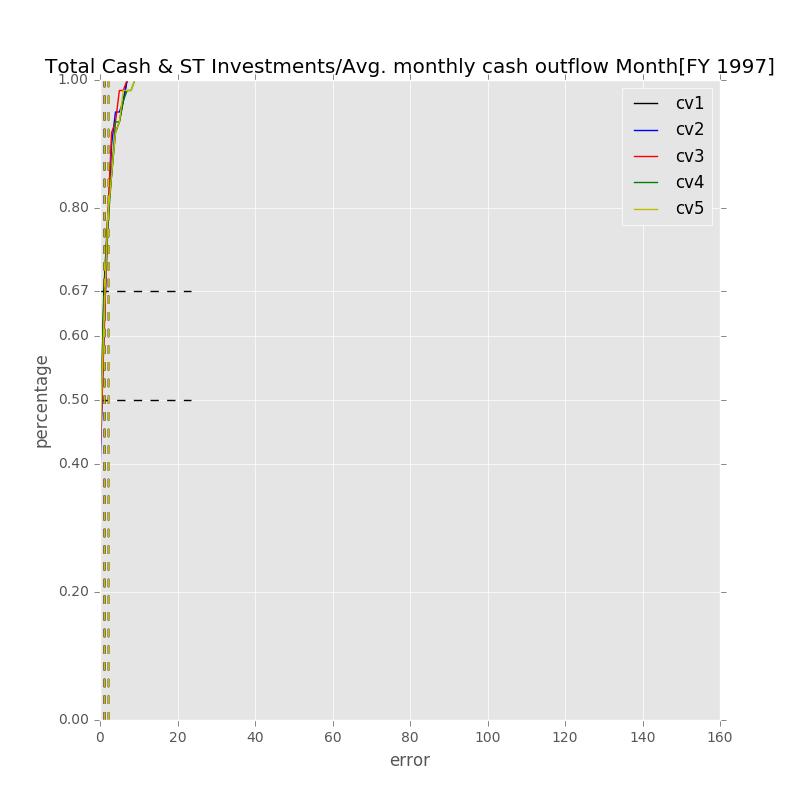 Total Cash & ST Investments/Avg. monthly cash outflow Month[FY 1997]
1.00
cv1
cv2
cv3
cv4
cv5
0.80
0.67
0.60
percentage
0.50
0.40
0.20
0.00
0 20 40 60 80 100 120 140 160
error